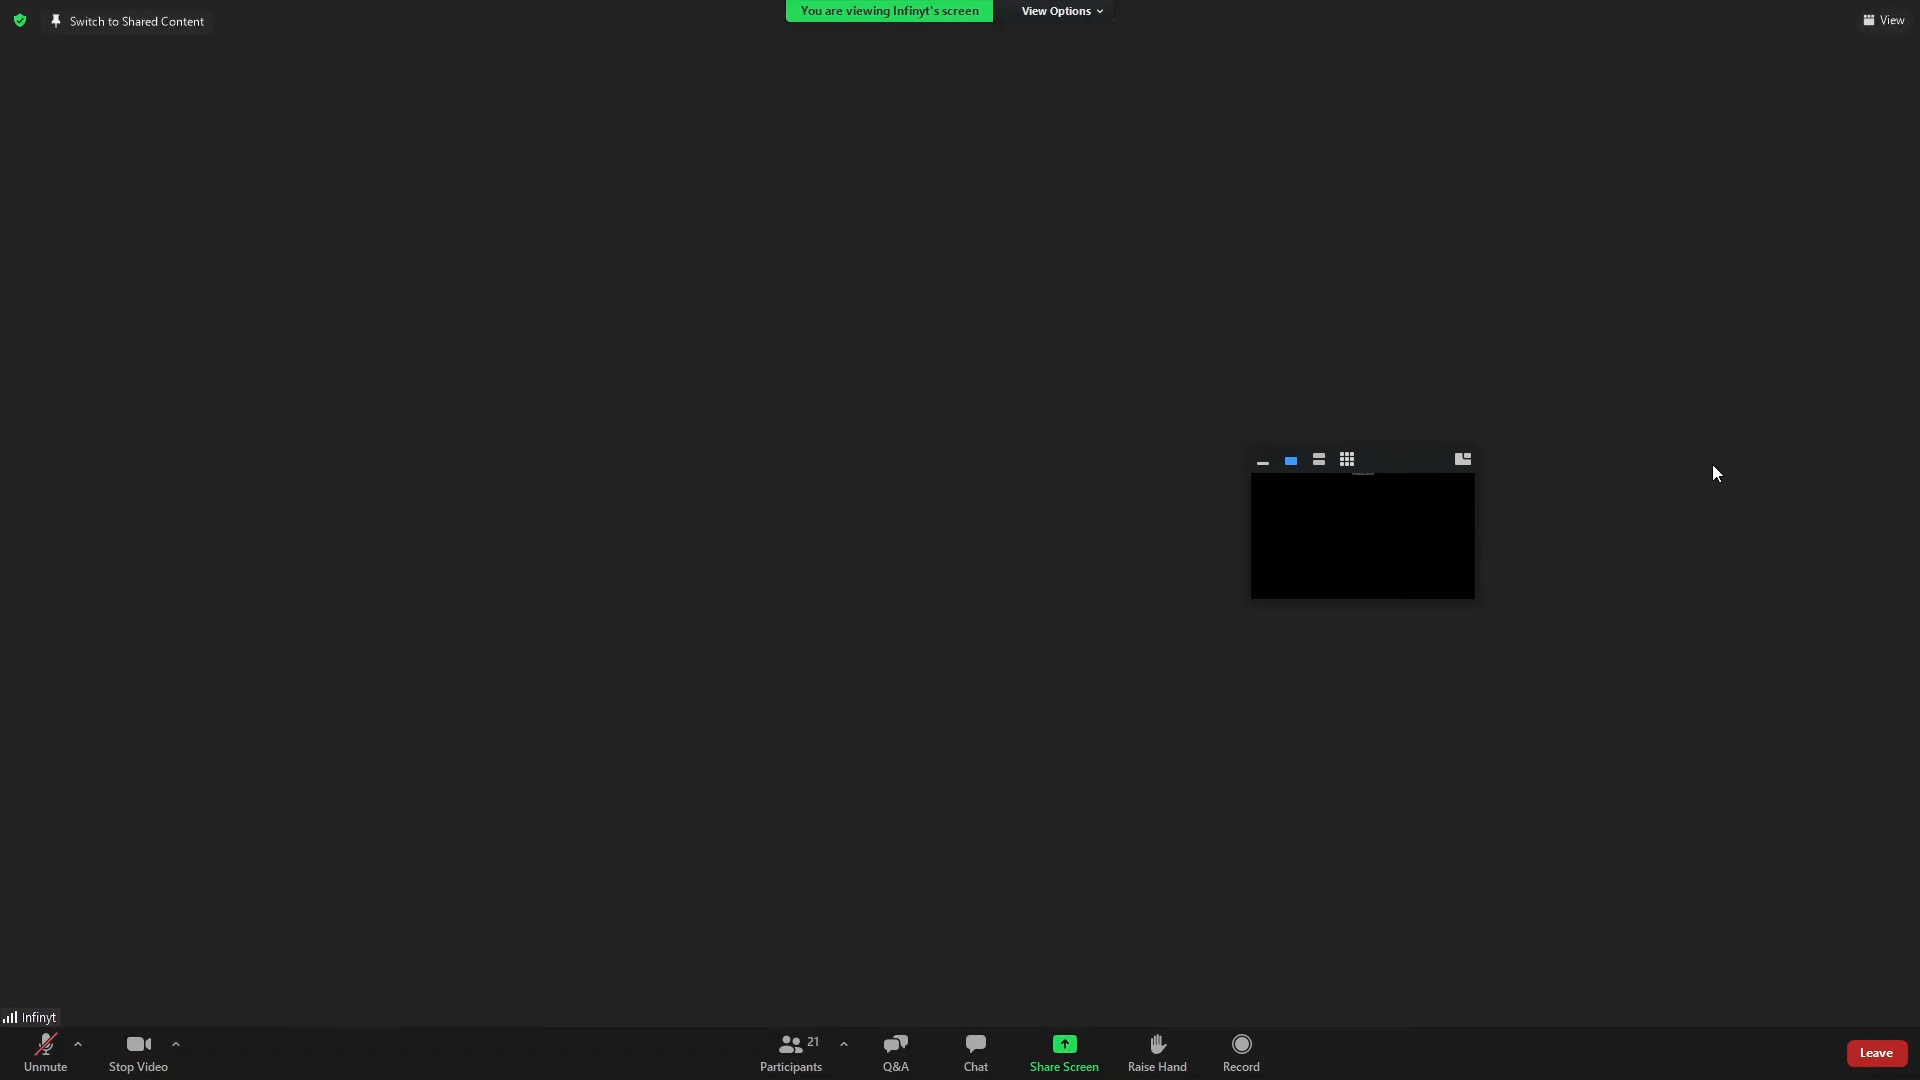 Switch to Shared Content
You are viewing Infinyt's screen
View Options
View
Infinyt
Unmute
Stop Video
21
Participants
Q&A
Chat
Share Screen
Raise Hand
Record
Leave